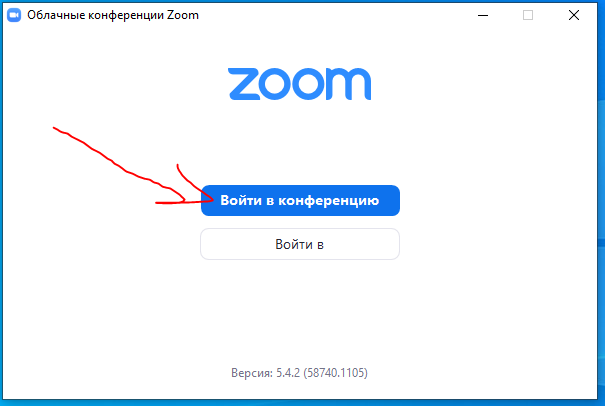 Облачные конференции Zoom
zoom
Войти в конференцию
Войти в
Версия: 5.4.2 (58740.1105)